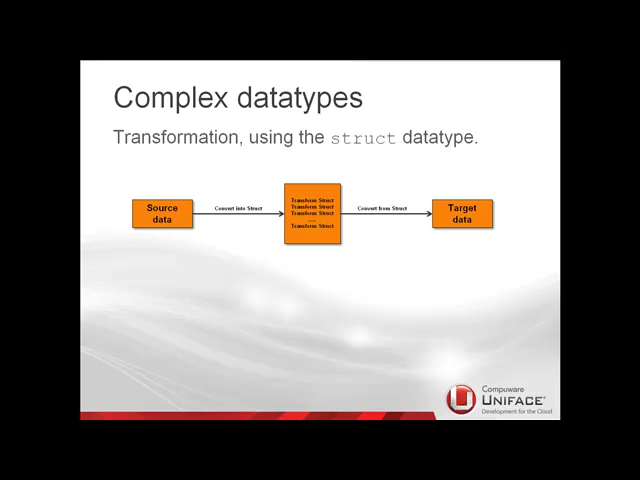 Complex datatypes
Transformation, using the struct datatype.
Source
data
Convert into Struct
Transform Struct
Transform Struct
Transform Struct
.....
Transform Struct
Convert from Struct
Target
data
Compuware
UNIFACE®
Development for the Cloud